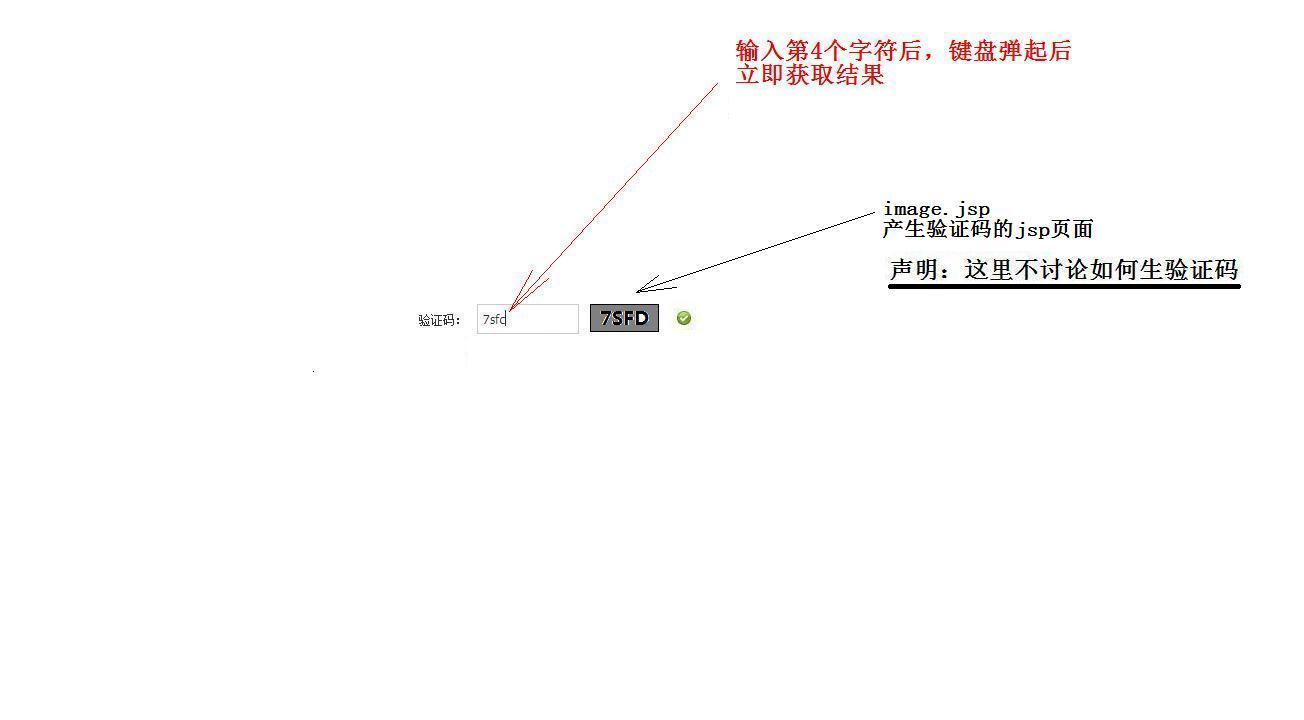 输入第4个字符后，键盘弹起后
立即获取结果
image.jsp
产生验证码的jsp页面
声明：这里不讨论如何生验证码
验证码： 7sfd 7SFD